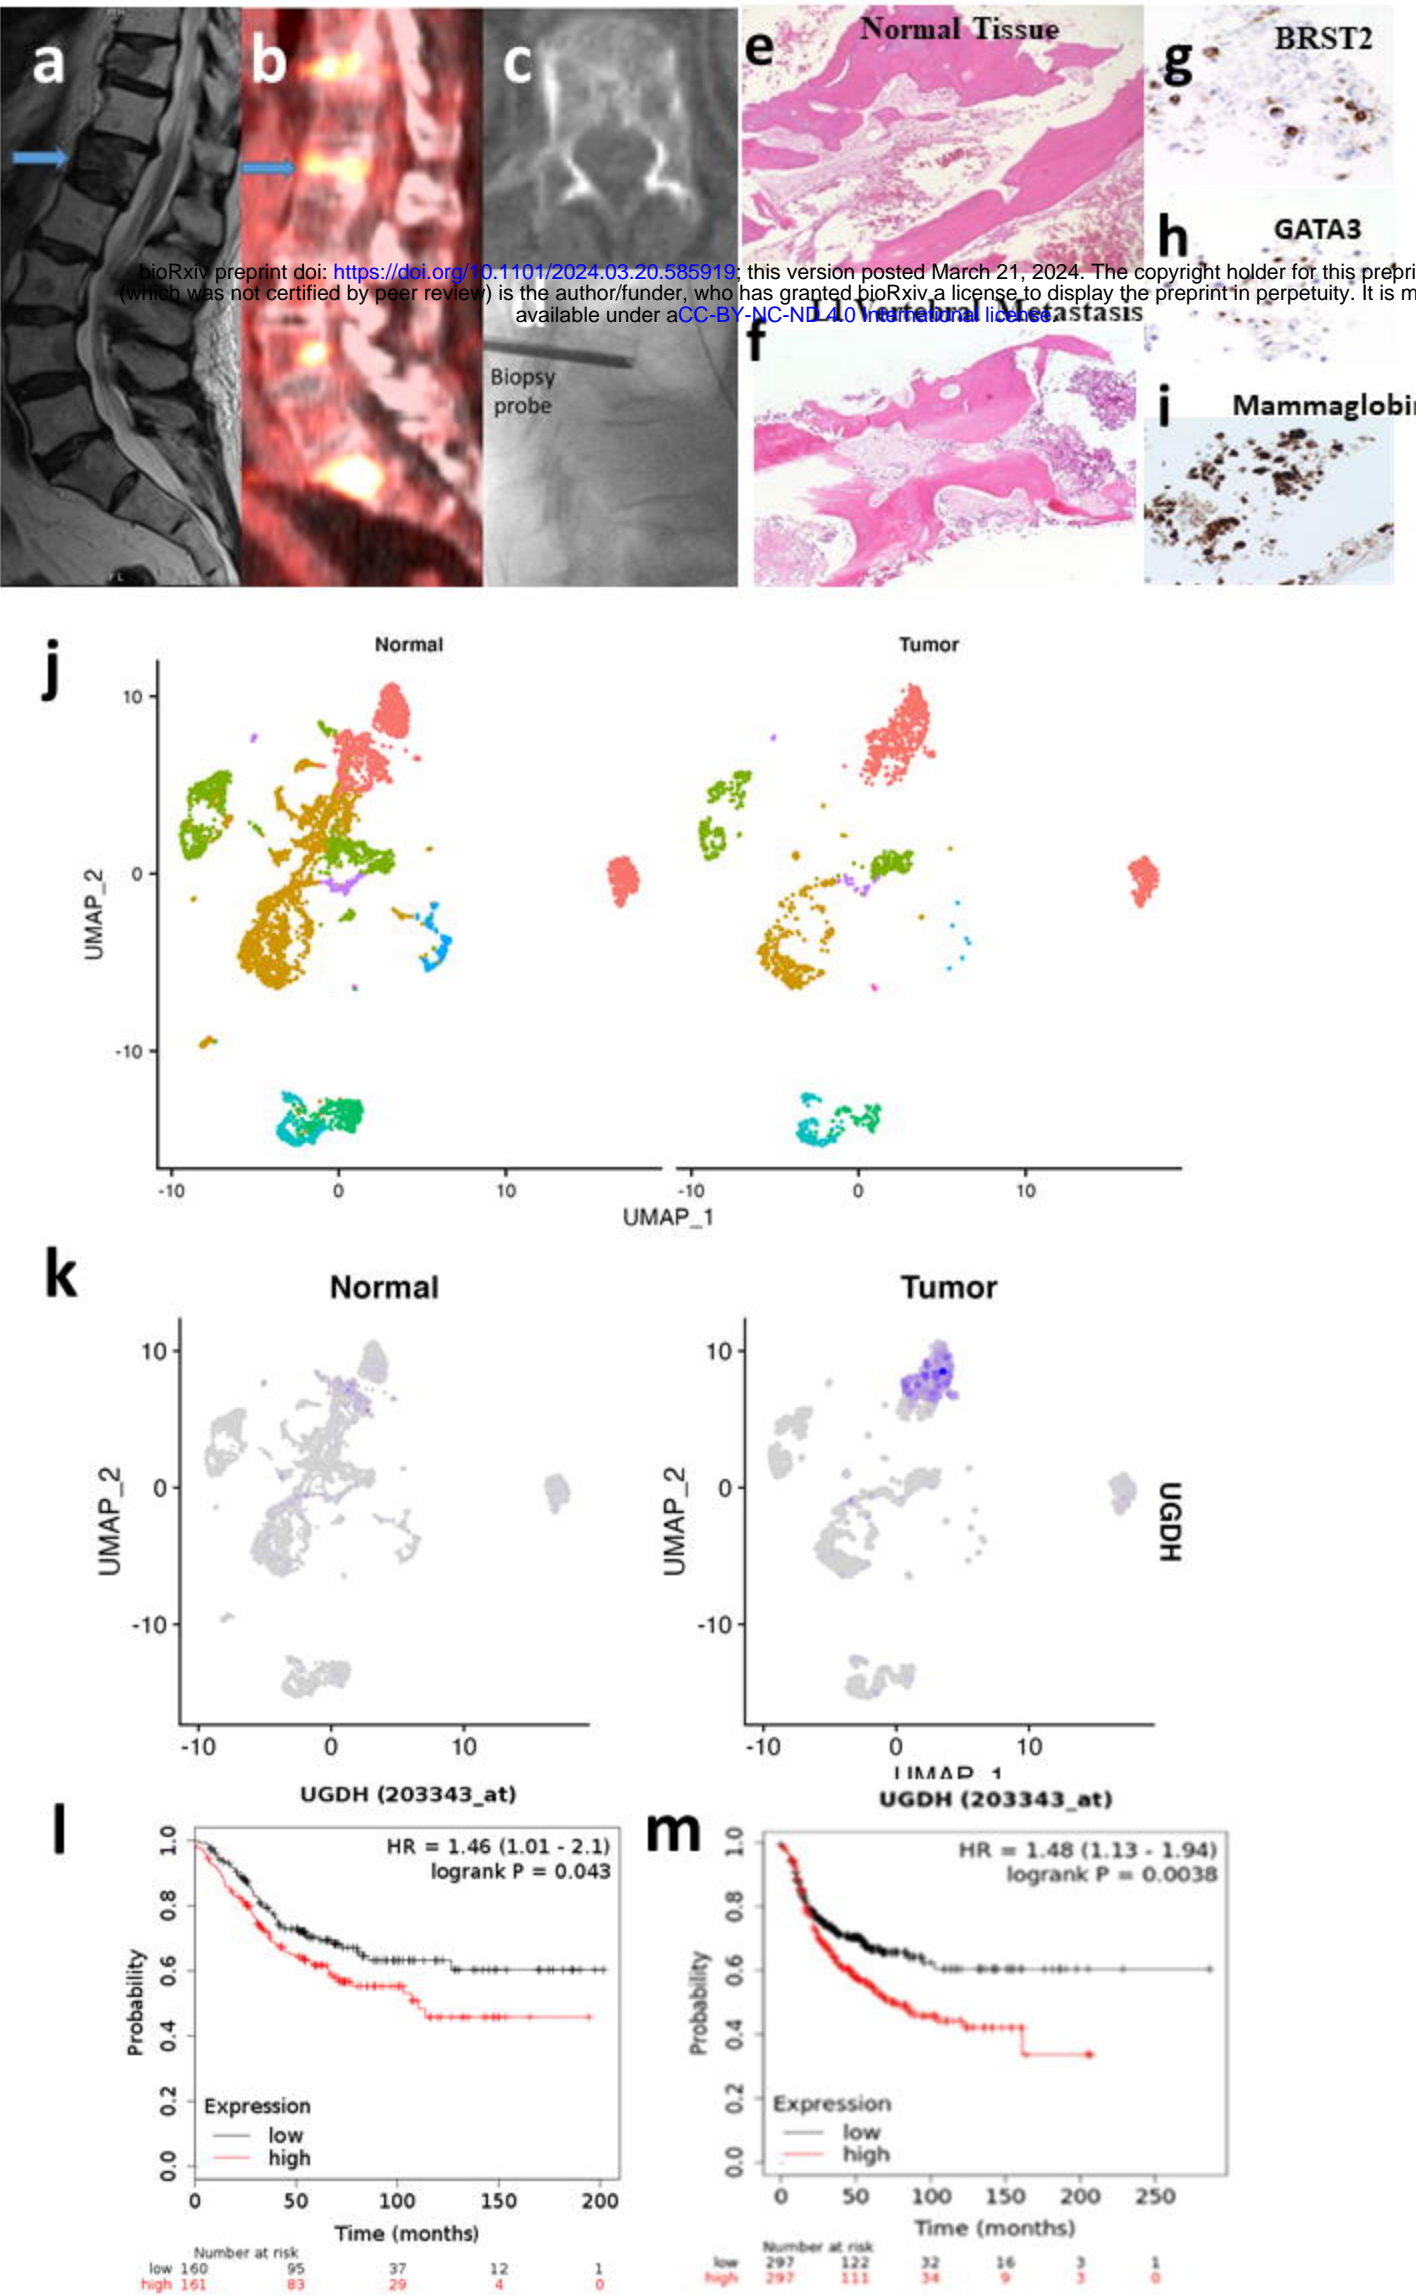 a
b
c
e
Normal Tissue
g
BRST2
h
GATA3
bioRxiv preprint doi: https://doi.org/10.1101/2024.03.20.585919; this version posted March 21, 2024. The copyright holder for this prepri
(which was not certified by peer review) is the author/funder, who has granted bioRxiv a license to display the preprint in perpetuity. It is m
available under aCC-BY-NC-ND 4.0 International license.
L1 Vertebral Metastasis
f
Biopsy
probe
i
Mammaglobin
j
Normal
Tumor
10
0
-10
UMAP_2
-10
0
10
-10
0
10
UMAP_1
k
Normal
Tumor
10
0
-10
UMAP_2
-10
0
10
10
0
-10
UMAP_2
-10
0
10
UMAP_1
UGDH
l
UGDH (203343_at)
HR = 1.46 (1.01 - 2.1)
logrank P = 0.043
1.0
0.8
0.6
0.4
0.2
0.0
Probability
Expression
low
high
0
50
100
150
200
Time (months)
Number at risk
low 160 95 37 12 1
high 161 83 29 4 0
m
UGDH (203343_at)
HR = 1.48 (1.13 - 1.94)
logrank P = 0.0038
1.0
0.8
0.6
0.4
0.2
0.0
Probability
Expression
low
high
0
50
100
150
200
250
Time (months)
Number at risk
low 297 122 32 16 3 1
high 297 111 34 9 3 0